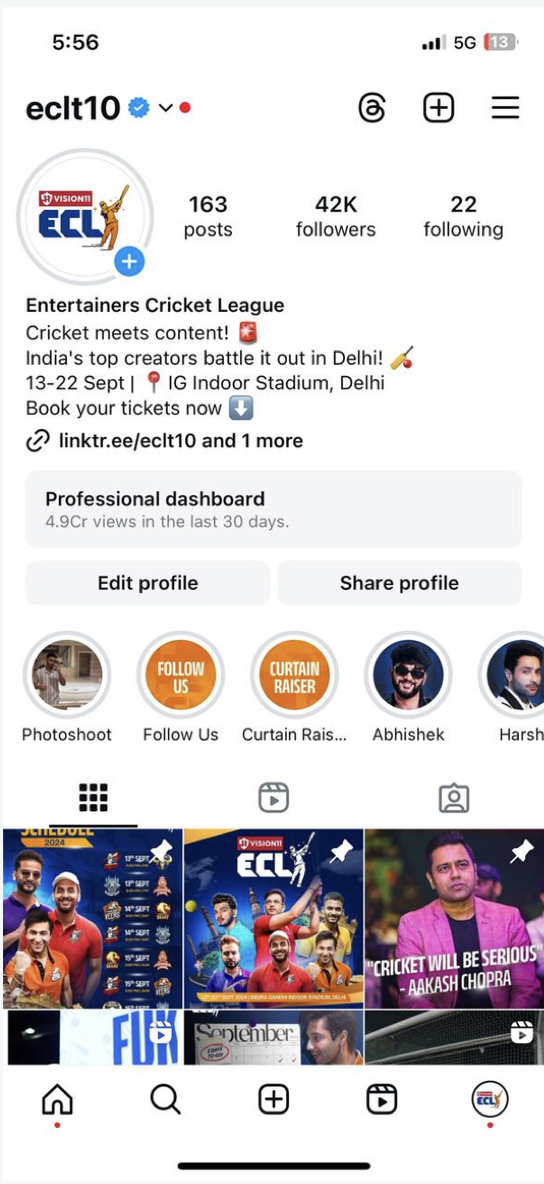 5:56
5G 13
eclt10
VISION11
ECL
163
posts
42K
followers
22
following
Entertainers Cricket League
Cricket meets content! 🚨
India's top creators battle it out in Delhi! 🏏
13-22 Sept | 📍 IG Indoor Stadium, Delhi
Book your tickets now ⬇️
linktr.ee/eclt10 and 1 more
Professional dashboard
4.9Cr views in the last 30 days.
Edit profile
Share profile
FOLLOW
US
CURTAIN
RAISER
Photoshoot
Follow Us
Curtain Rais...
Abhishek
Harsh
SCHEDULE
2024
13TH SEPT
13TH SEPT
14TH SEPT
14TH SEPT
15TH SEPT
15TH SEPT
VISION11
ECL
"CRICKET WILL BE SERIOUS"
- AAKASH CHOPRA
FUN
September
ECL